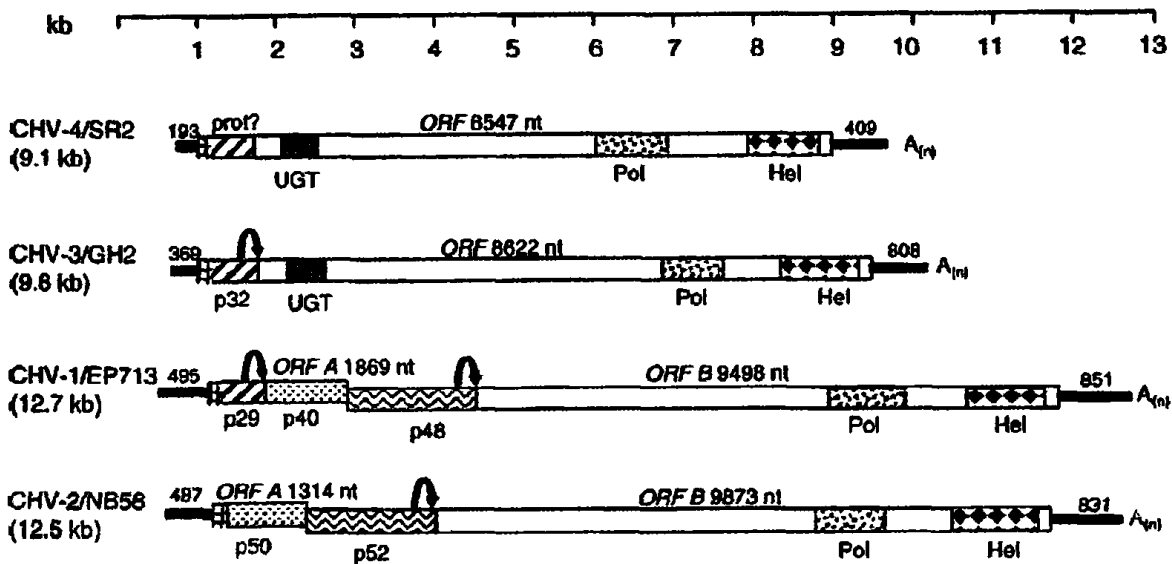 kb
1 2 3 4 5 6 7 8 9 10 11 12 13
CHV-4/SR2
(9.1 kb)
193 prot? ORF 8547 nt 409 A(n)
UGT Pol Hel
CHV-3/GH2
(9.8 kb)
369 ORF 8622 nt 808 A(n)
p32 UGT Pol Hel
CHV-1/EP713
(12.7 kb)
495 ORF A 1869 nt ORF B 9498 nt 851 A(n)
p29 p40 p48 Pol Hel
CHV-2/NB58
(12.5 kb)
487 ORF A 1314 nt ORF B 9873 nt 831 A(n)
p50 p52 Pol Hel